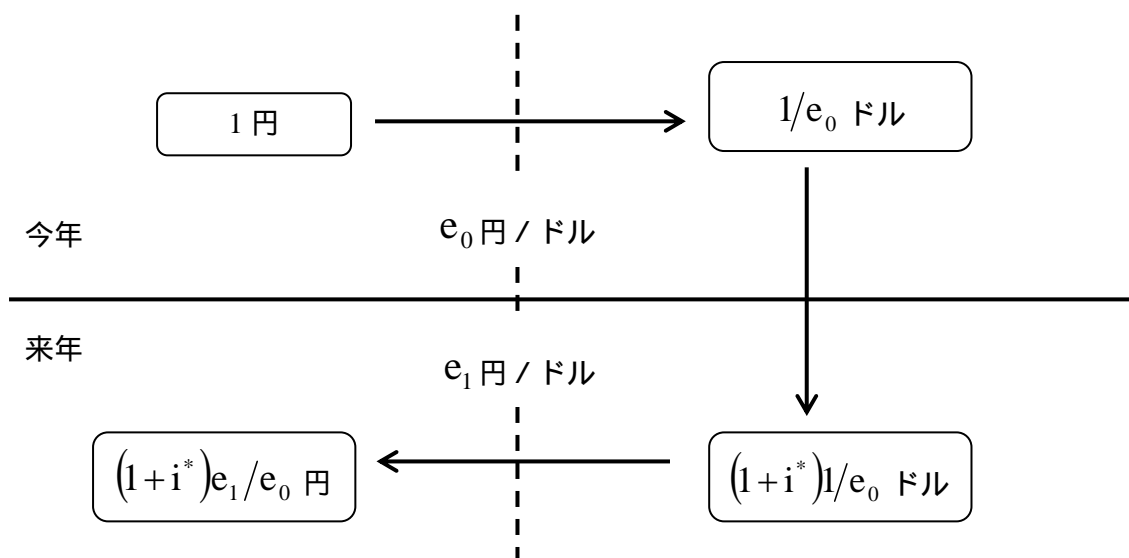 1 円
1/e₀ ドル
今年
e₀ 円 / ドル
来年
e₁ 円 / ドル
(1+i*)e₁/e₀ 円
(1+i*)1/e₀ ドル